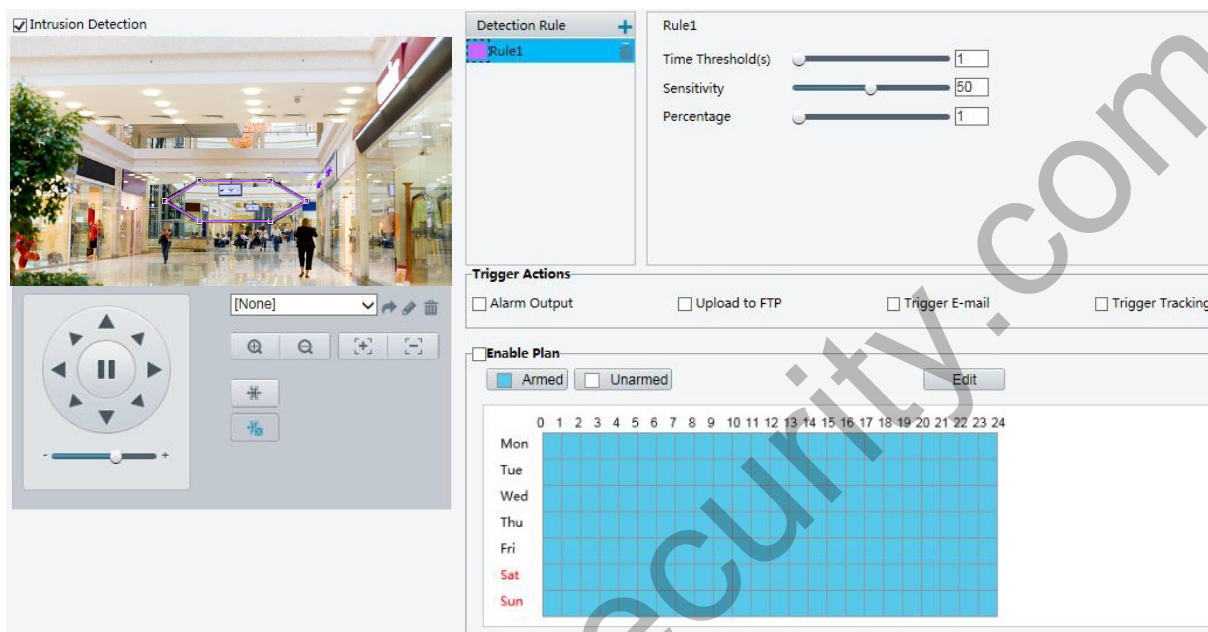 Intrusion Detection
Detection Rule
Rule1
Rule1
Time Threshold(s) 1
Sensitivity 50
Percentage 1
[None]
Trigger Actions
Alarm Output Upload to FTP Trigger E-mail Trigger Tracking
Enable Plan
Armed Unarmed Edit
0 1 2 3 4 5 6 7 8 9 10 11 12 13 14 15 16 17 18 19 20 21 22 23 24
Mon
Tue
Wed
Thu
Fri
Sat
Sun
- +
ecurity.co